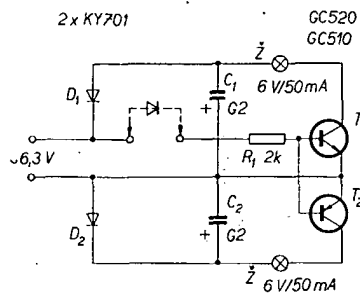 2 x KY701
GC520
GC510
Ž
6 V/50 mA
C₁
G2
+
D₁
T
R₁ 2k
~6,3 V
T₂
C₂
G2
+
D₂
Ž
6 V/50 mA